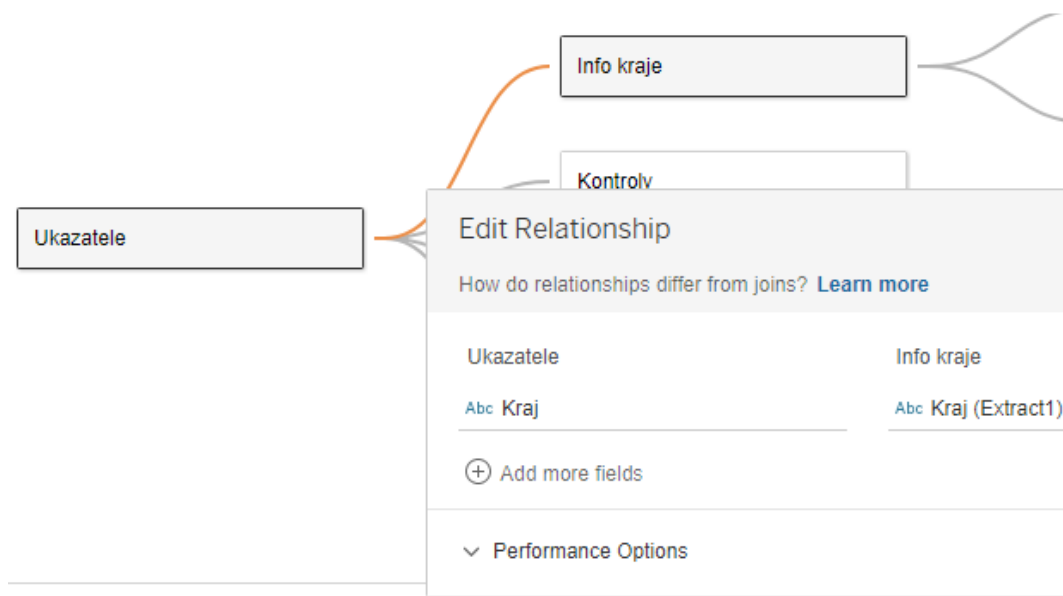 Info kraje
Kontroly
Ukazatele
Edit Relationship
How do relationships differ from joins? Learn more
Ukazatele Info kraje
Abc Kraj Abc Kraj (Extract1)
Add more fields
Performance Options